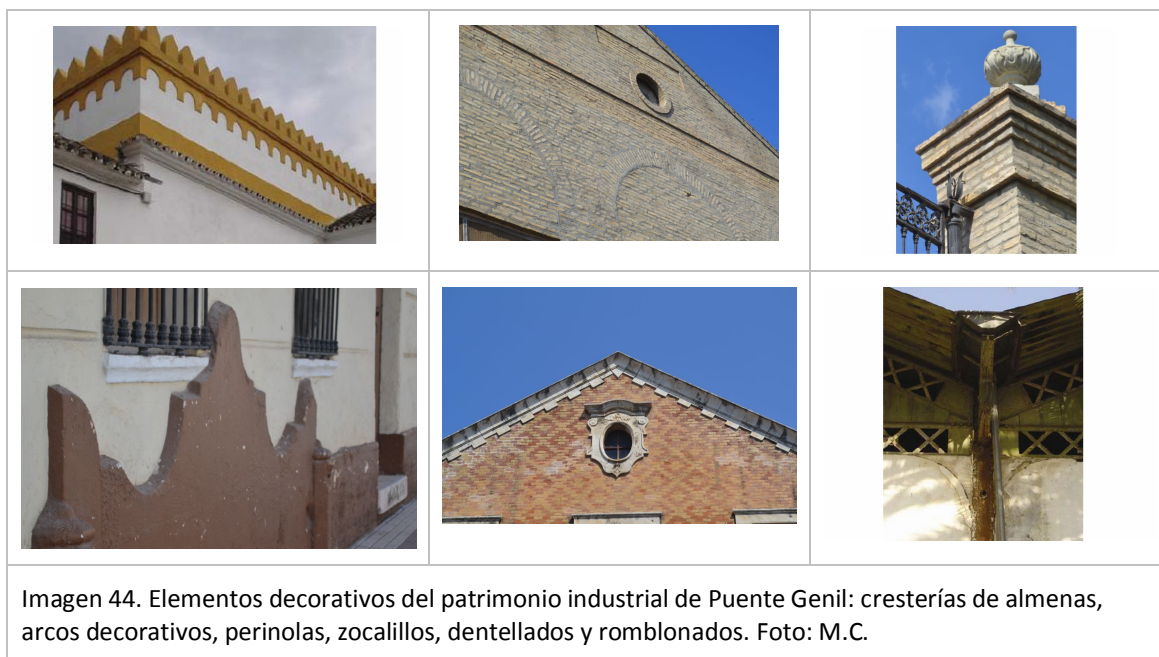 Imagen 44. Elementos decorativos del patrimonio industrial de Puente Genil: cresterías de almenas,
arcos decorativos, perinolas, zocalillos, dentellados y romblonados. Foto: M.C.